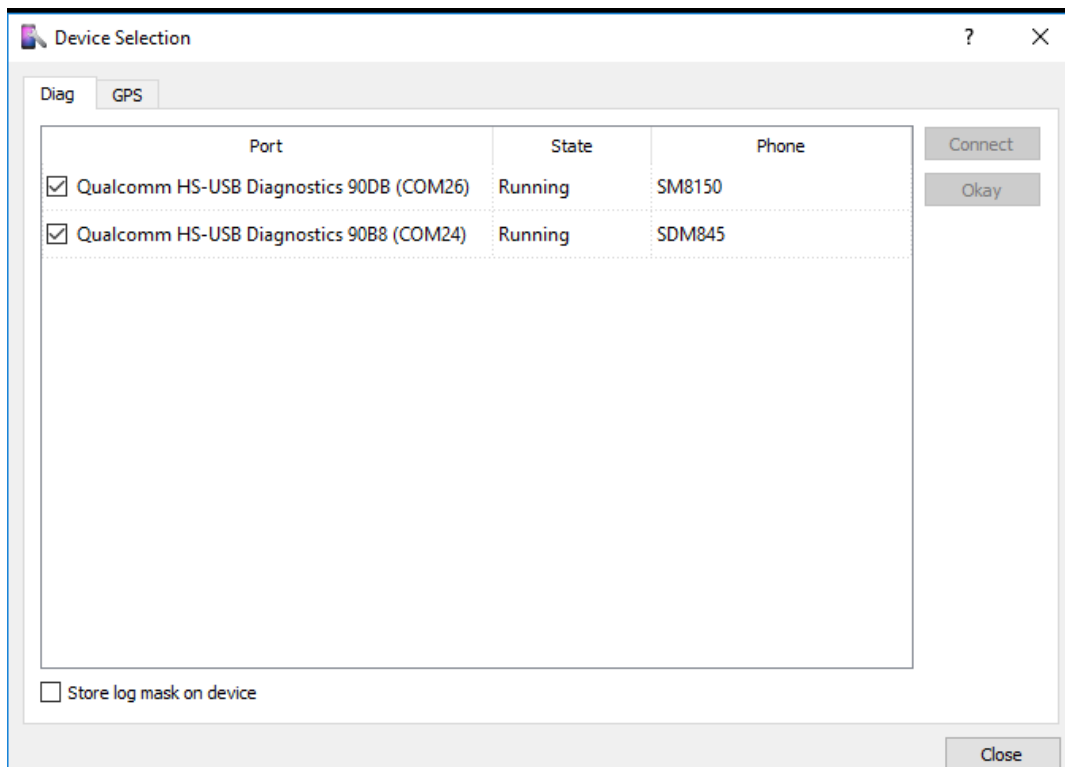 Device Selection ?
Diag GPS
Port State Phone Connect
Qualcomm HS-USB Diagnostics 90DB (COM26) Running SM8150 Okay
Qualcomm HS-USB Diagnostics 90B8 (COM24) Running SDM845
Store log mask on device
Close